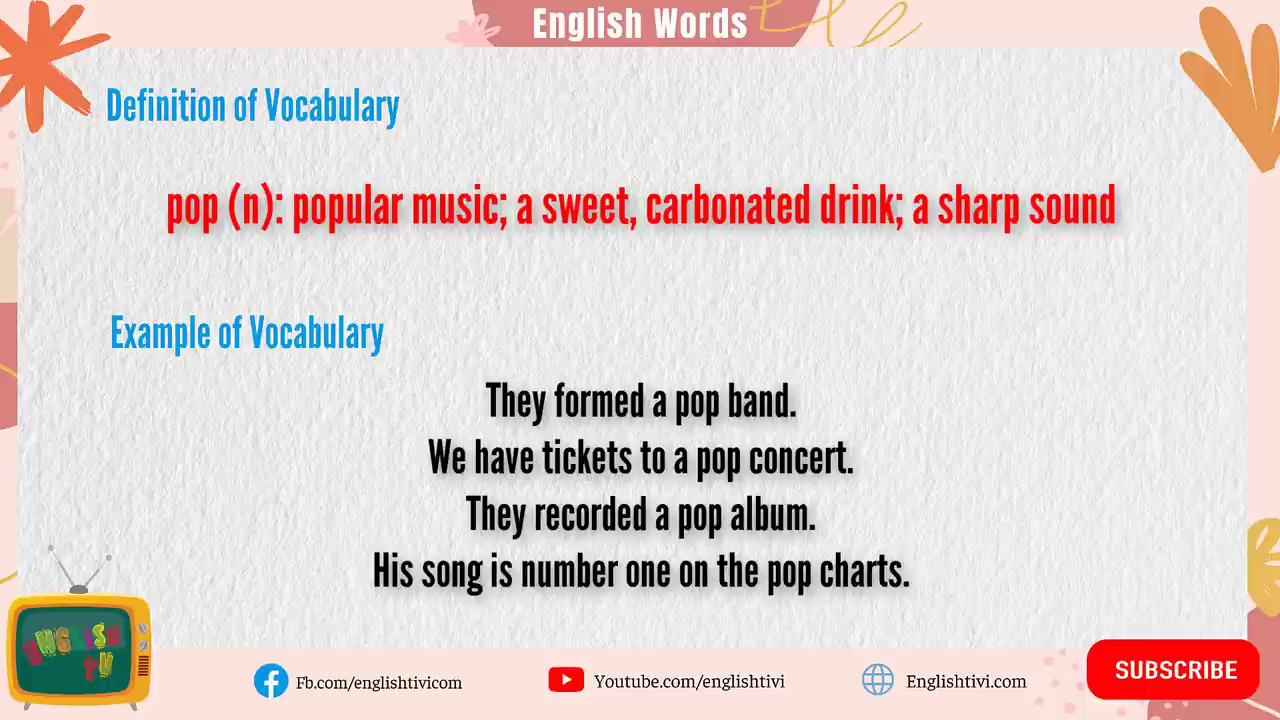 English Words
Definition of Vocabulary
pop (n): popular music; a sweet, carbonated drink; a sharp sound
Example of Vocabulary
They formed a pop band.
We have tickets to a pop concert.
They recorded a pop album.
His song is number one on the pop charts.
ENGLISH
TV
Fb.com/englishtivicom
Youtube.com/englishtivi
Englishtivi.com
SUBSCRIBE